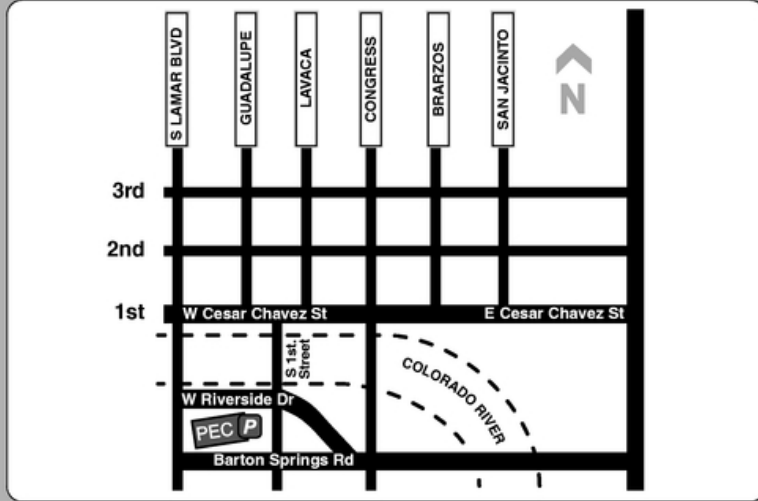 S LAMAR BLVD
GUADALUPE
LAVACA
CONGRESS
BRARZOS
SAN JACINTO
N
3rd
2nd
1st
W Cesar Chavez St
E Cesar Chavez St
S 1st.
Street
COLORADO RIVER
W Riverside Dr
PEC P
Barton Springs Rd